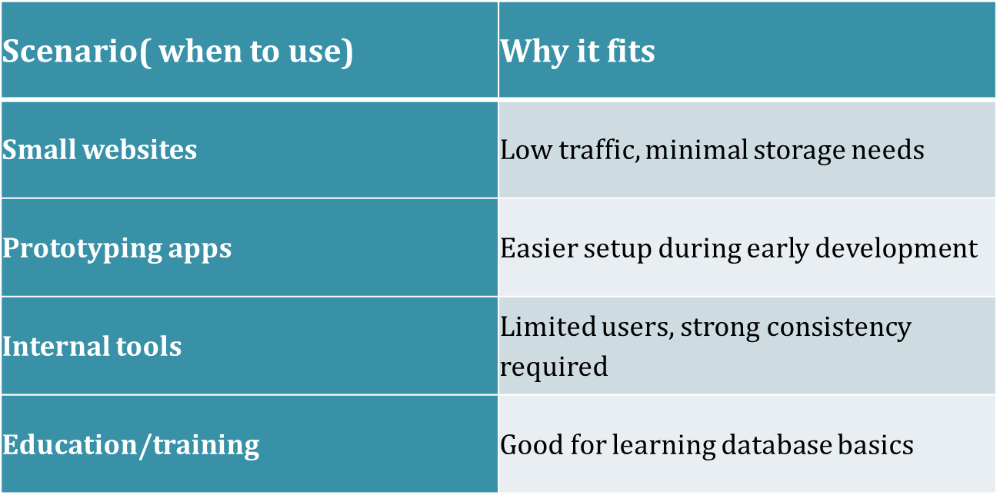 Scenario( when to use)
Why it fits
Small websites
Low traffic, minimal storage needs
Prototyping apps
Easier setup during early development
Internal tools
Limited users, strong consistency
required
Education/training
Good for learning database basics